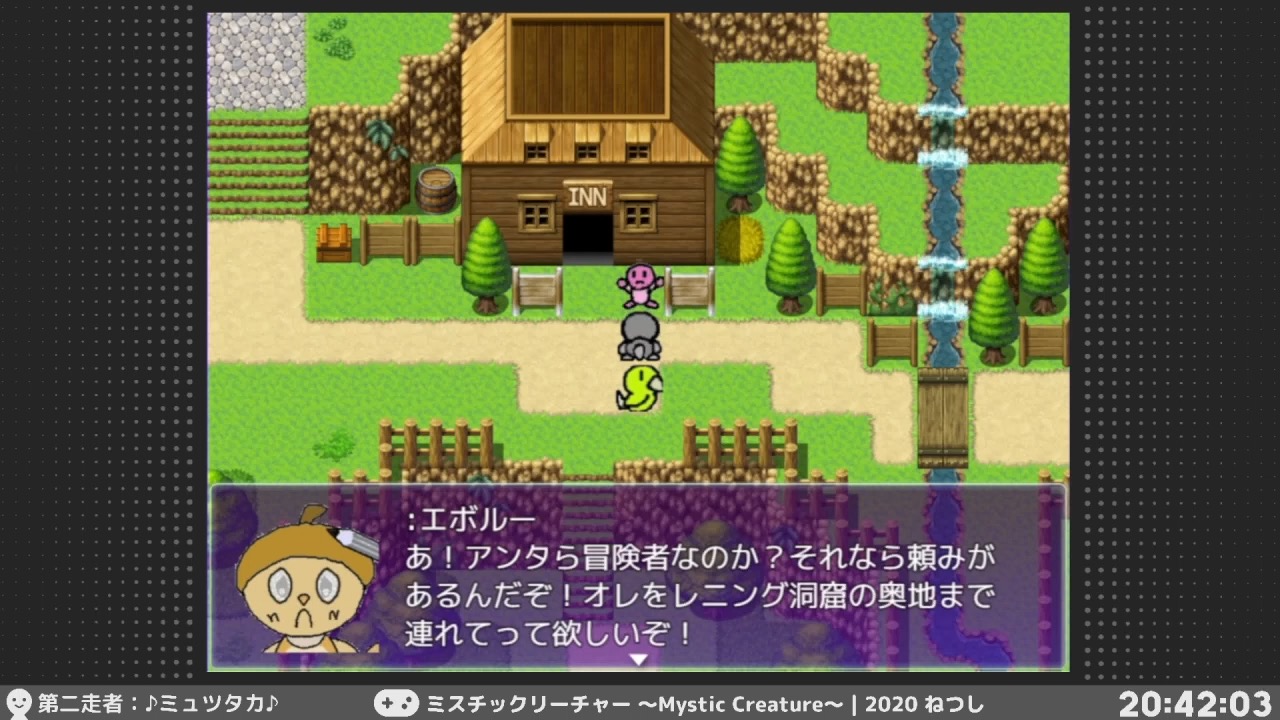 INN
:エボルー
あ！アンタら冒険者なのか？それなら頼みが
あるんだぞ！オレをレニング洞窟の奥地まで
連れてって欲しいぞ！
第二走者：♪ミュツタカ♪
ミスチックリーチャー 〜Mystic Creature〜 | 2020 ねつし
20:42:03